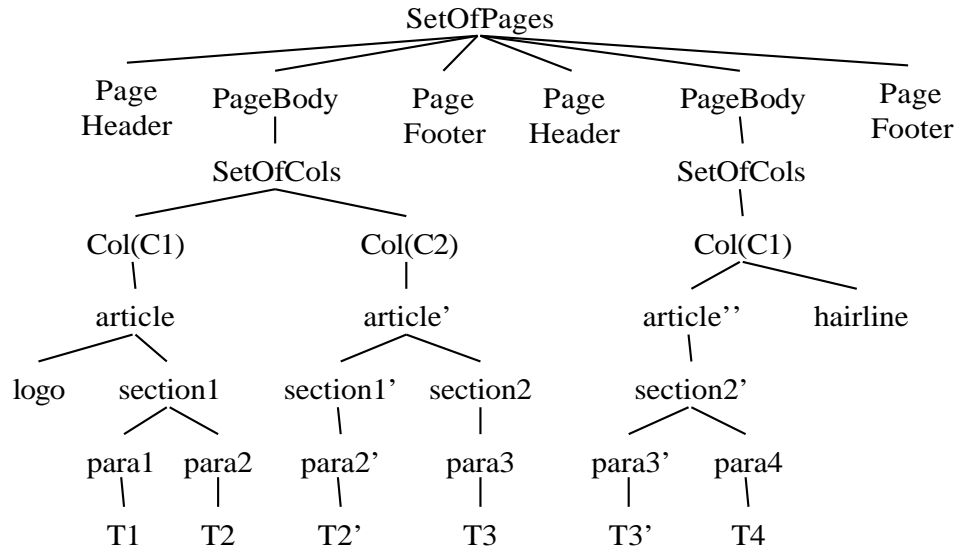 SetOfPages
Page Header
PageBody
Page Footer
Page Header
PageBody
Page Footer
SetOfCols
SetOfCols
Col(C1)
Col(C2)
Col(C1)
article
article'
article’’
hairline
logo
section1
section1’
section2
section2’
para1
para2
para2’
para3
para3’
para4
T1
T2
T2’
T3
T3’
T4